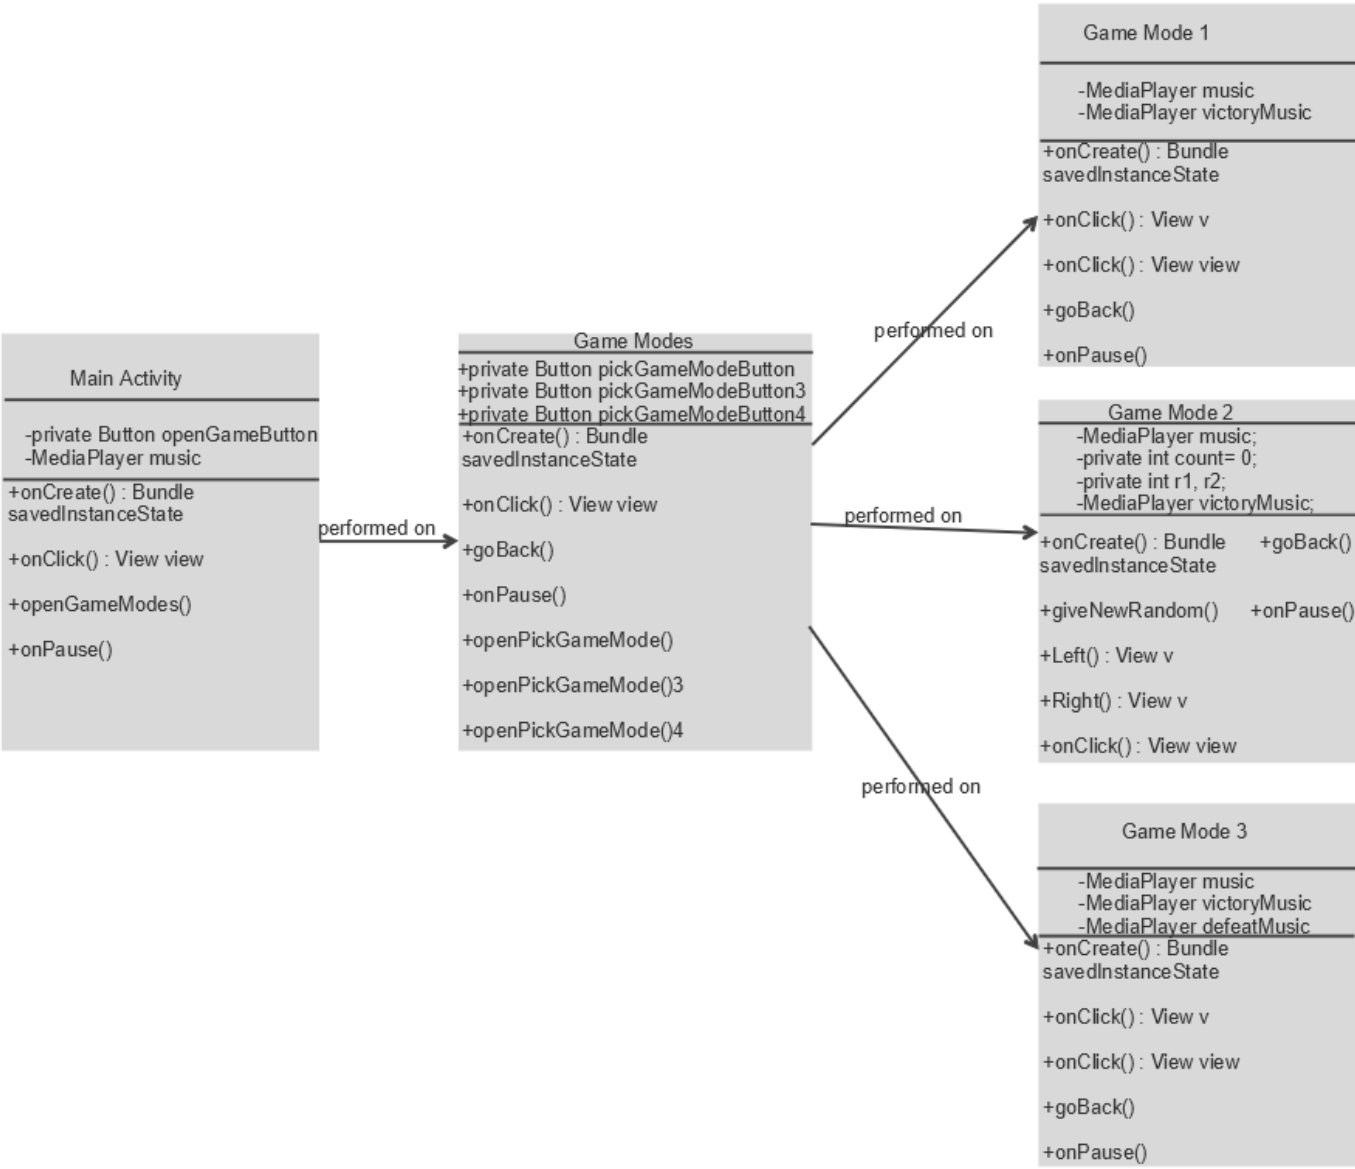 Main Activity
-private Button openGameButton
-MediaPlayer music
+onCreate() : Bundle
savedInstanceState
+onClick() : View view
+openGameModes()
+onPause()
performed on
Game Modes
+private Button pickGameModeButton
+private Button pickGameModeButton3
+private Button pickGameModeButton4
+onCreate() : Bundle
savedInstanceState
+onClick() : View view
+goBack()
+onPause()
+openPickGameMode()
+openPickGameMode()3
+openPickGameMode()4
performed on
performed on
performed on
Game Mode 1
-MediaPlayer music
-MediaPlayer victoryMusic
+onCreate() : Bundle
savedInstanceState
+onClick() : View v
+onClick() : View view
+goBack()
+onPause()
Game Mode 2
-MediaPlayer music;
-private int count= 0;
-private int r1, r2;
-MediaPlayer victoryMusic;
+onCreate() : Bundle +goBack()
savedInstanceState
+giveNewRandom() +onPause()
+Left() : View v
+Right() : View v
+onClick() : View view
Game Mode 3
-MediaPlayer music
-MediaPlayer victoryMusic
-MediaPlayer defeatMusic
+onCreate() : Bundle
savedInstanceState
+onClick() : View v
+onClick() : View view
+goBack()
+onPause()